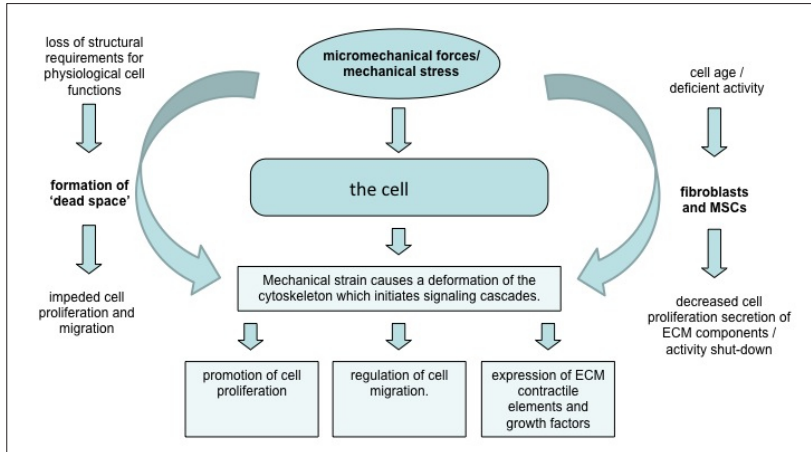 loss of structural
requirements for
physiological cell
functions
formation of
‘dead space’
impeded cell
proliferation and
migration
micromechanical forces/
mechanical stress
the cell
Mechanical strain causes a deformation of the
cytoskeleton which initiates signaling cascades.
promotion of cell
proliferation
regulation of cell
migration.
expression of ECM
contractile
elements and
growth factors
cell age /
deficient activity
fibroblasts
and MSCs
decreased cell
proliferation secretion of
ECM components /
activity shut-down